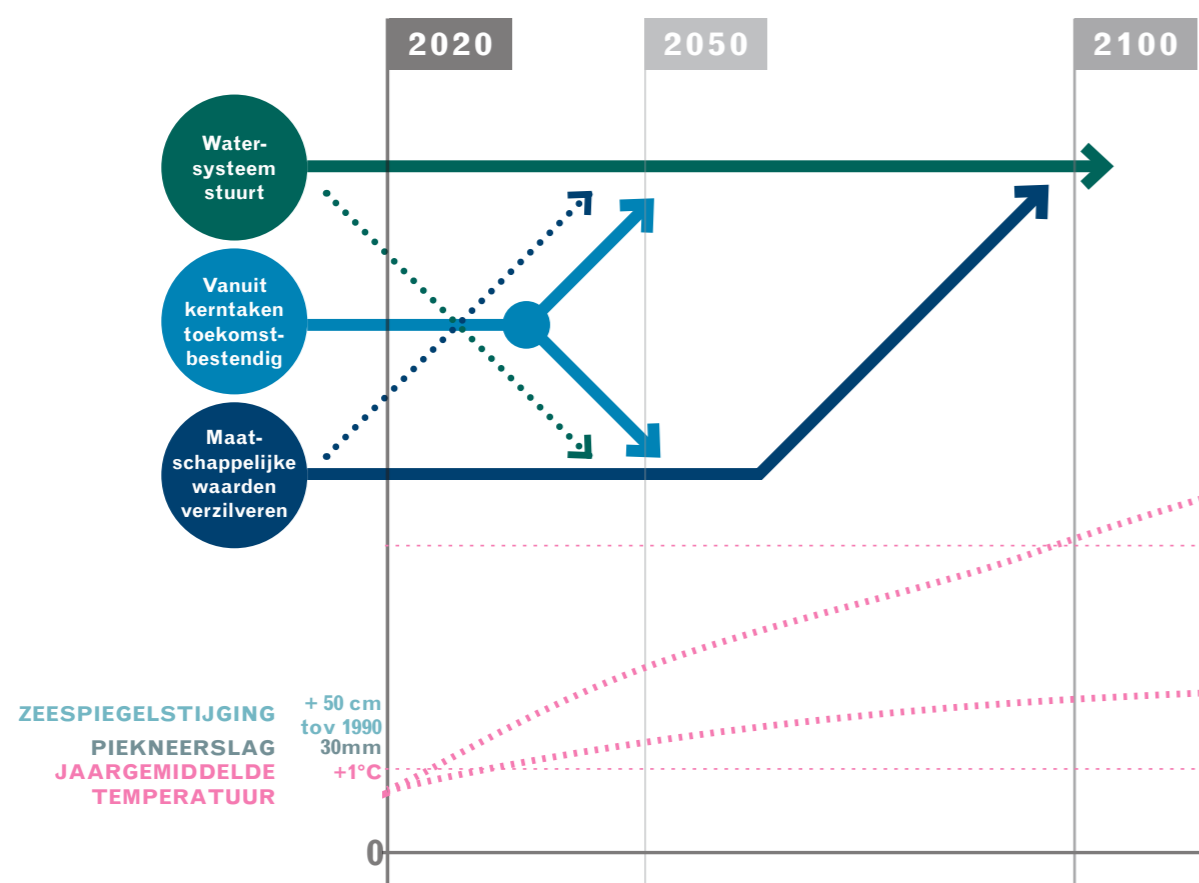 2020
2050
2100
Water-
systeem
stuurt
Vanuit
kerntaken
toekomst-
bestendig
Maat-
schappelijke
waarden
verzilveren
ZEESPIEGELSTIJGING
+ 50 cm
tov 1990
PIEKNEERSLAG
30mm
JAARGEMIDDELDE
TEMPERATUUR
+1°C
0